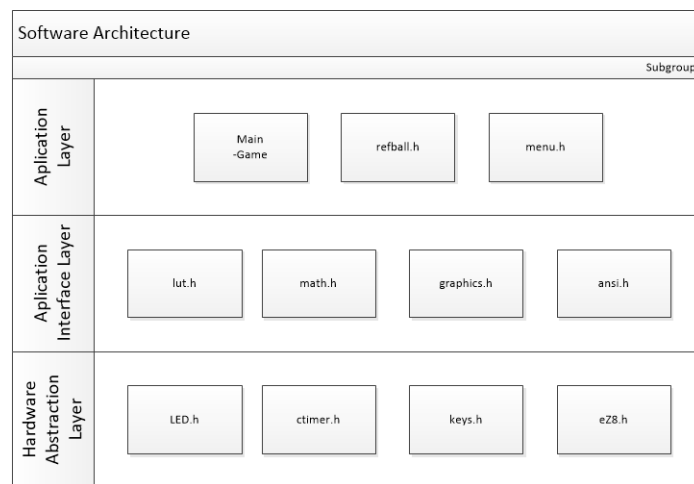 Software Architecture
Subgroup
Aplication
Layer
Main
-Game
refball.h
menu.h
Aplication
Interface Layer
lut.h
math.h
graphics.h
ansi.h
Hardware
Abstraction
Layer
LED.h
ctimer.h
keys.h
eZ8.h